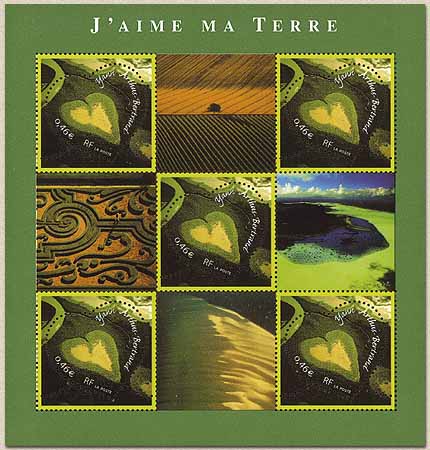 J'AIME MA TERRE
Yann Arthus-Bertrand
0,46€
RF LA POSTE
Yann Arthus-Bertrand
0,46€
RF LA POSTE
Yann Arthus-Bertrand
0,46€
RF LA POSTE
Yann Arthus-Bertrand
0,46€
RF LA POSTE
Yann Arthus-Bertrand
0,46€
RF LA POSTE